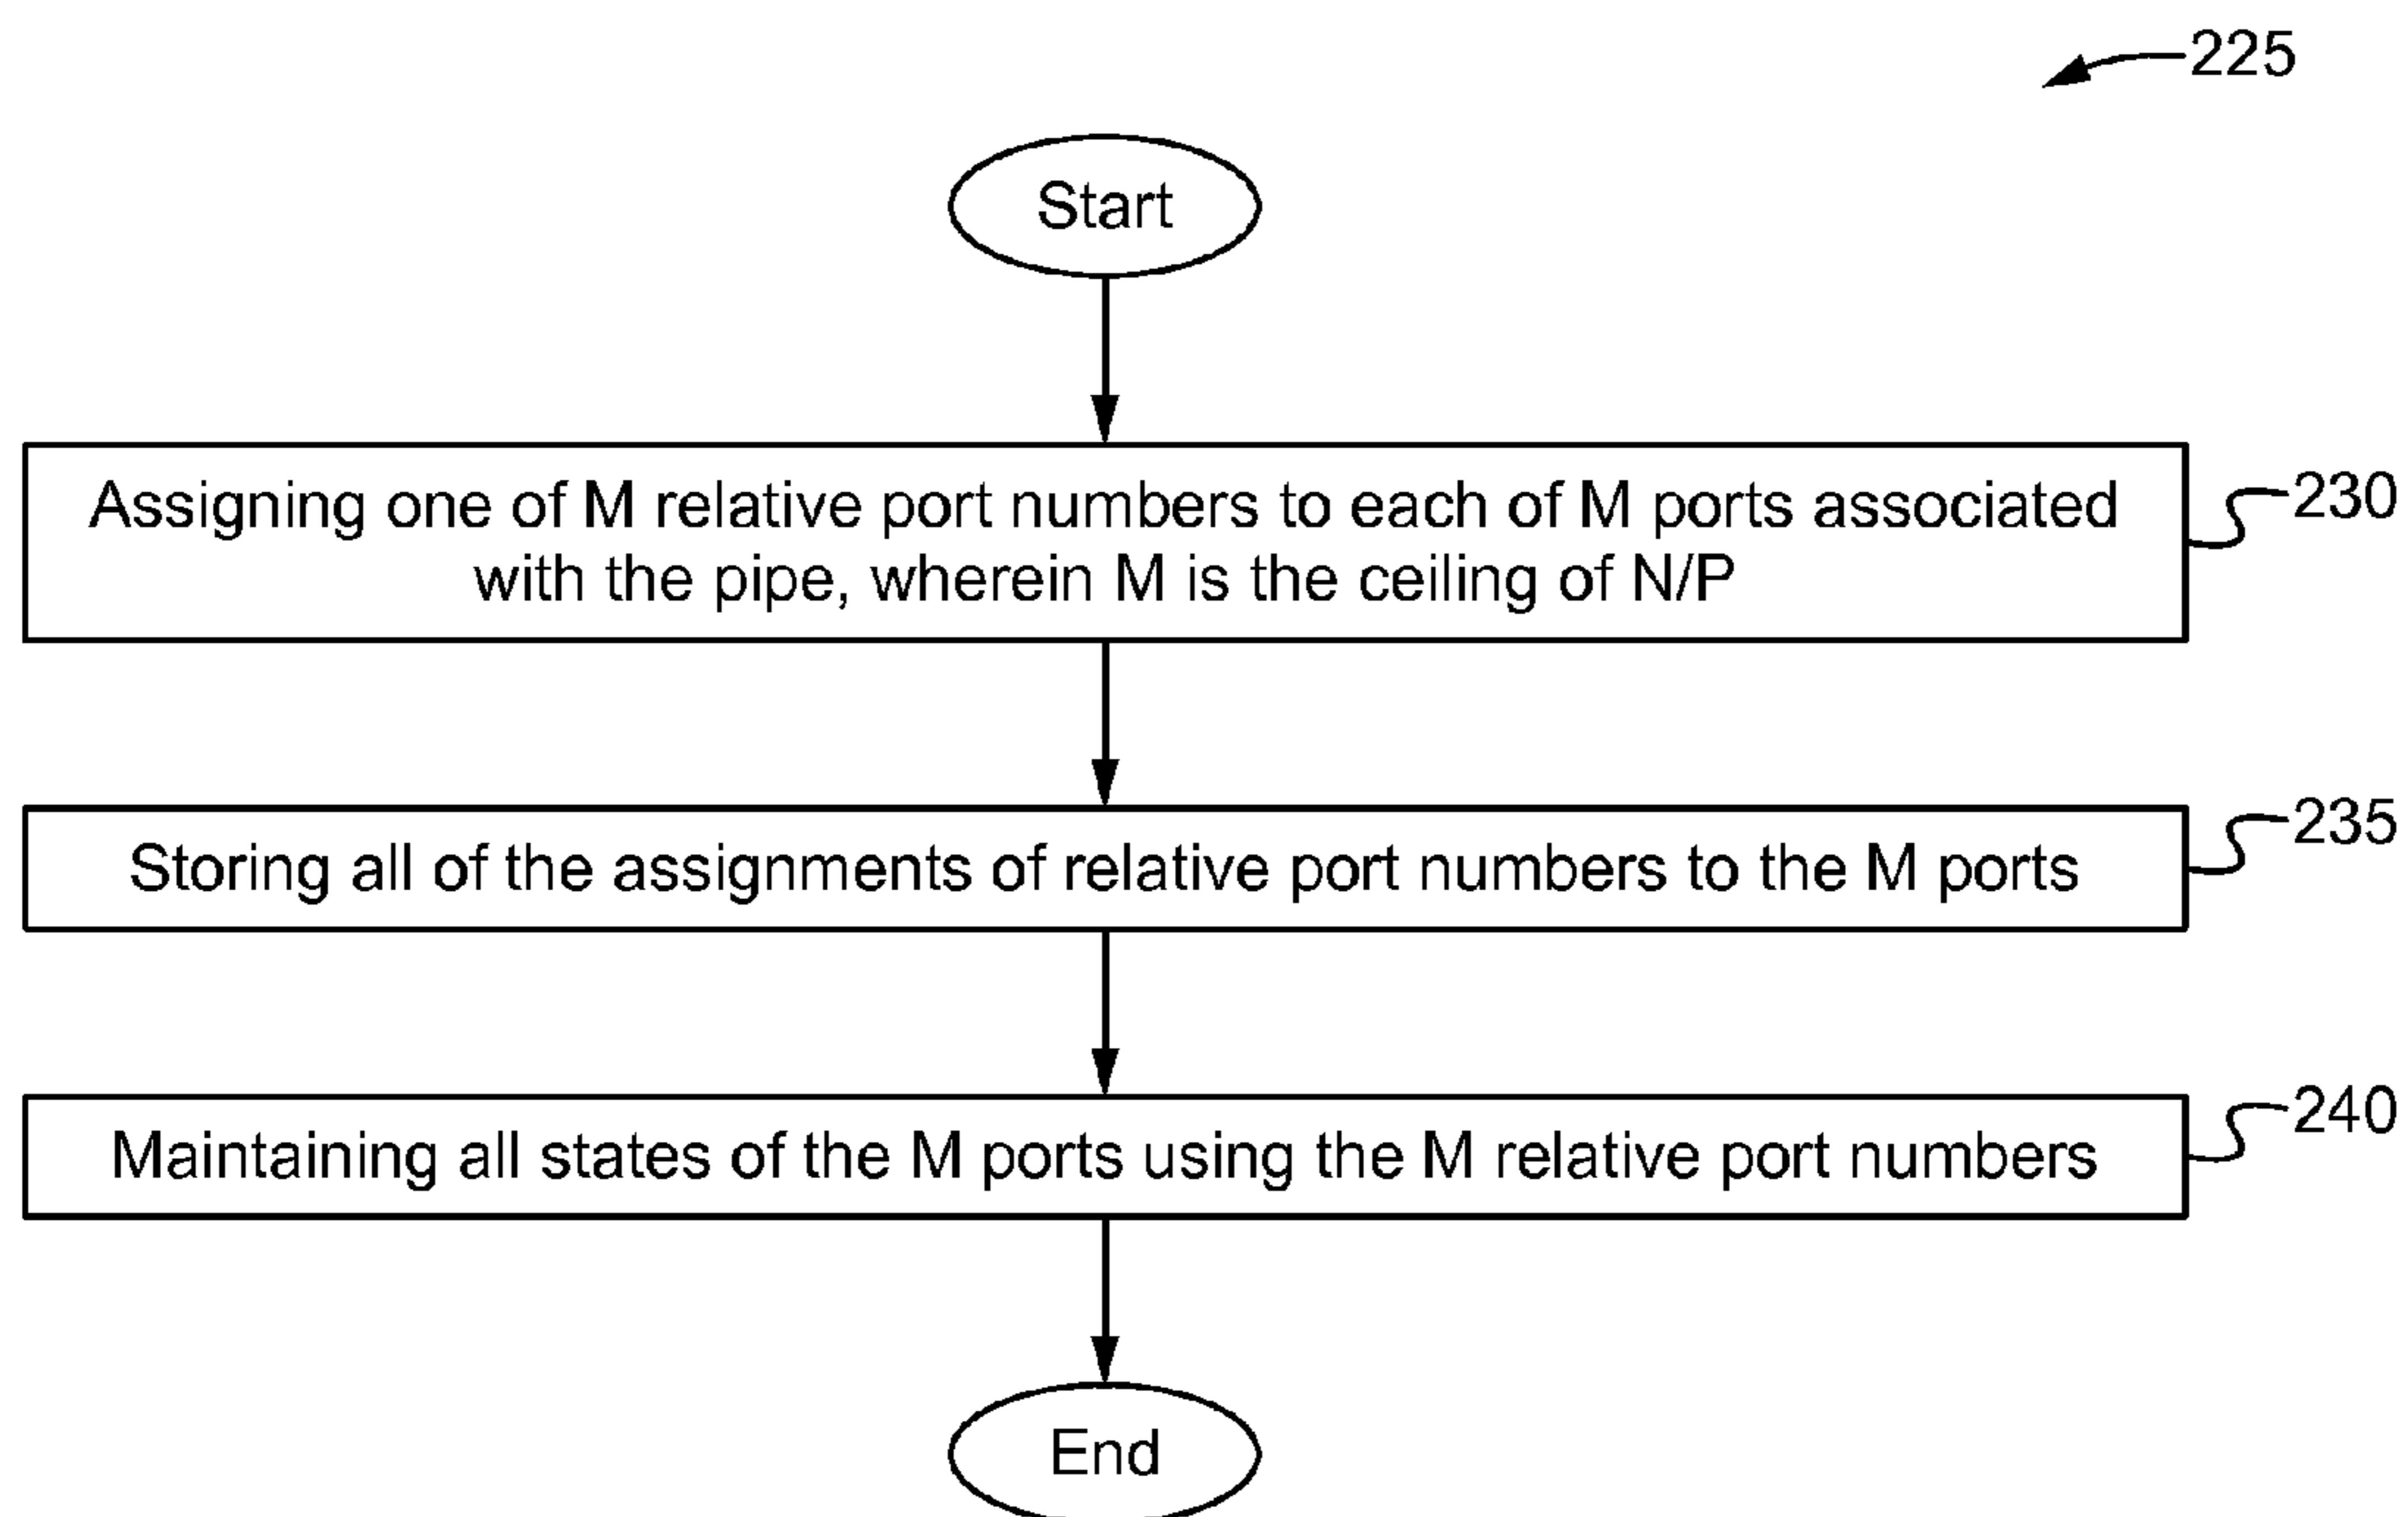 225
Start
Assigning one of M relative port numbers to each of M ports associated
with the pipe, wherein M is the ceiling of N/P
230
Storing all of the assignments of relative port numbers to the M ports
235
Maintaining all states of the M ports using the M relative port numbers
240
End